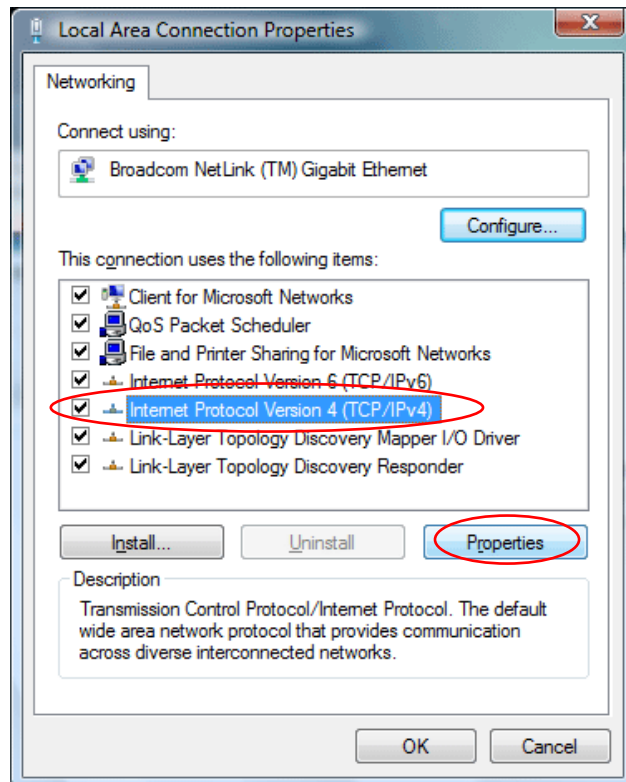 Local Area Connection Properties
Networking
Connect using:
Broadcom NetLink (TM) Gigabit Ethernet
Configure...
This connection uses the following items:
Client for Microsoft Networks
QoS Packet Scheduler
File and Printer Sharing for Microsoft Networks
Internet Protocol Version 6 (TCP/IPv6)
Internet Protocol Version 4 (TCP/IPv4)
Link-Layer Topology Discovery Mapper I/O Driver
Link-Layer Topology Discovery Responder
Install... Uninstall Properties
Description
Transmission Control Protocol/Internet Protocol. The default
wide area network protocol that provides communication
across diverse interconnected networks.
OK Cancel